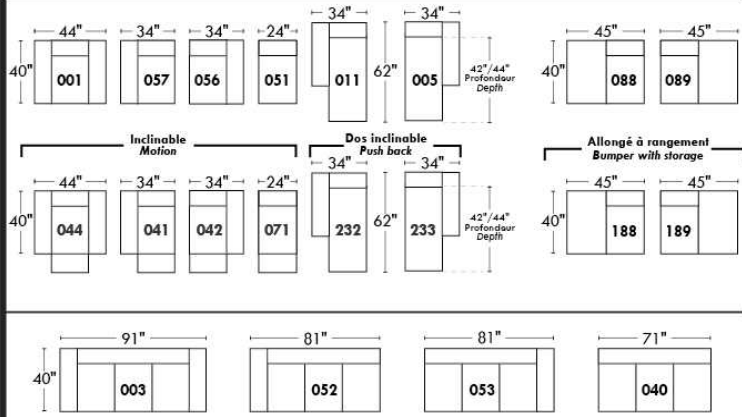 44" 34" 34" 24" 34" 34" 45" 45"
40" 001 057 056 051 011 62" 005 42"/44" Profondeur Depth 40" 088 089
Inclinable
Motion
Dos inclinable
Push back
Allongé à rangement
Bumper with storage
44" 34" 34" 24" 34" 34" 45" 45"
40" 044 041 042 071 232 62" 233 42"/44" Profondeur Depth 40" 188 189
91" 81" 81" 71"
40" 003 052 053 040